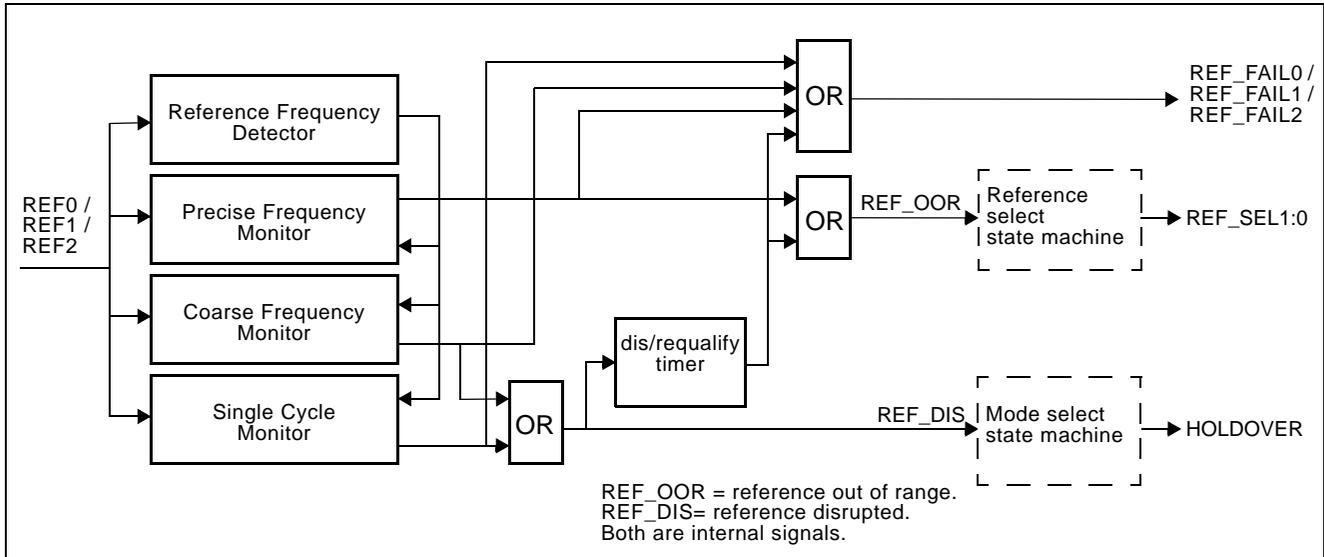 REF0 /
REF1 /
REF2
Reference Frequency
Detector
Precise Frequency
Monitor
Coarse Frequency
Monitor
Single Cycle
Monitor
OR
dis/requalify
timer
OR
OR
REF_FAIL0 /
REF_FAIL1 /
REF_FAIL2
REF_OOR
Reference
select
state machine
REF_SEL1:0
REF_DIS
Mode select
state machine
HOLDOVER
REF_OOR = reference out of range.
REF_DIS= reference disrupted.
Both are internal signals.